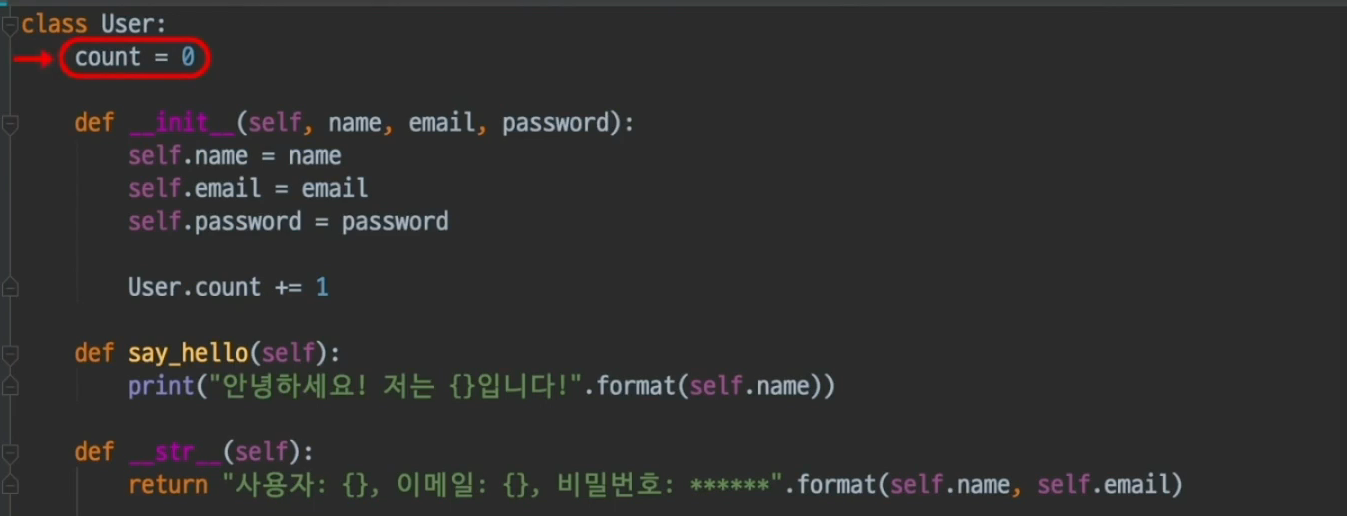 class User:
    count = 0
    def __init__(self, name, email, password):
        self.name = name
        self.email = email
        self.password = password
        User.count += 1
    def say_hello(self):
        print("안녕하세요! 저는 {}입니다!".format(self.name))
    def __str__(self):
        return "사용자: {}, 이메일: {}, 비밀번호: ******".format(self.name, self.email)